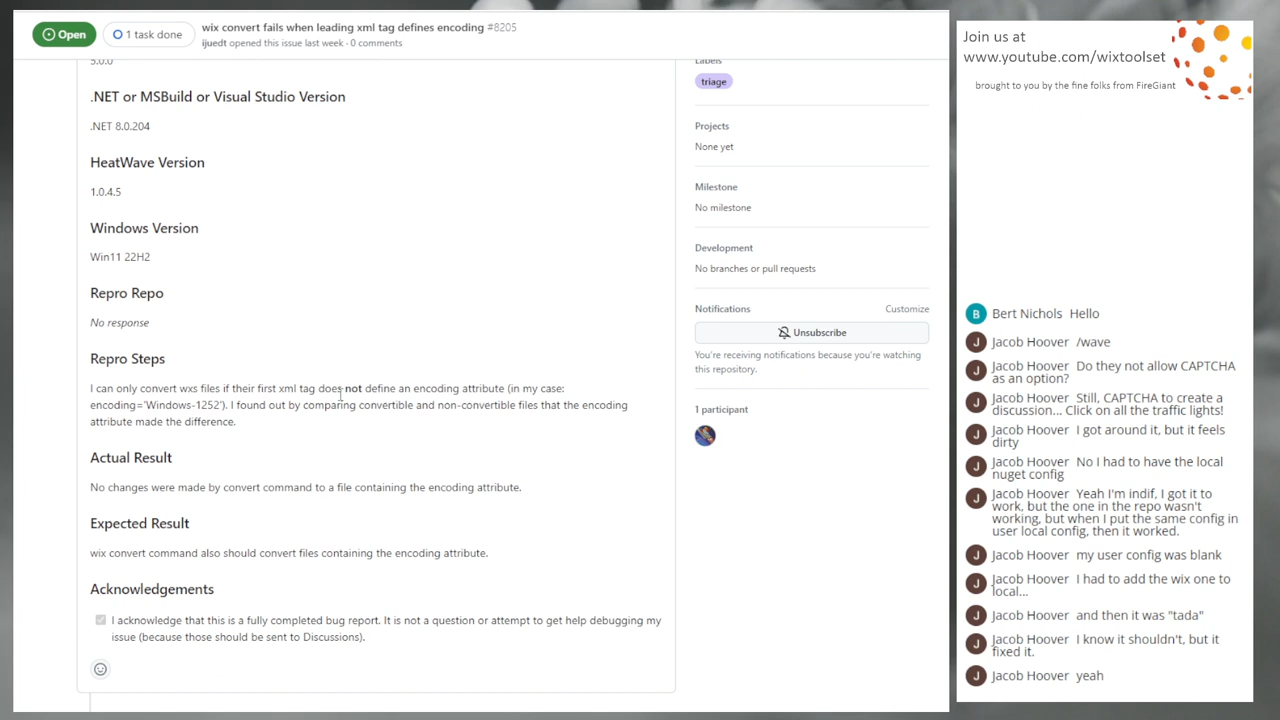 Open
1 task done
wix convert fails when leading xml tag defines encoding #8205
ijuedt opened this issue last week · 0 comments
5.0.0
.NET or MSBuild or Visual Studio Version
.NET 8.0.204
HeatWave Version
1.0.4.5
Windows Version
Win11 22H2
Repro Repo
No response
Repro Steps
I can only convert wxs files if their first xml tag does not define an encoding attribute (in my case:
encoding='Windows-1252'). I found out by comparing convertible and non-convertible files that the encoding
attribute made the difference.
Actual Result
No changes were made by convert command to a file containing the encoding attribute.
Expected Result
wix convert command also should convert files containing the encoding attribute.
Acknowledgements
I acknowledge that this is a fully completed bug report. It is not a question or attempt to get help debugging my
issue (because those should be sent to Discussions).
Labels
triage
Projects
None yet
Milestone
No milestone
Development
No branches or pull requests
Notifications
Customize
Unsubscribe
You're receiving notifications because you're watching
this repository.
1 participant
Join us at
www.youtube.com/wixtoolset
brought to you by the fine folks from FireGiant
B Bert Nichols Hello
J Jacob Hoover /wave
J Jacob Hoover Do they not allow CAPTCHA
as an option?
J Jacob Hoover Still, CAPTCHA to create a
discussion... Click on all the traffic lights!
J Jacob Hoover I got around it, but it feels
dirty
J Jacob Hoover No I had to have the local
nuget config
J Jacob Hoover Yeah I'm indif, I got it to
work, but the one in the repo wasn't
working, but when I put the same config in
user local config, then it worked.
J Jacob Hoover my user config was blank
J Jacob Hoover I had to add the wix one to
local...
J Jacob Hoover and then it was "tada"
J Jacob Hoover I know it shouldn't, but it
fixed it.
J Jacob Hoover yeah